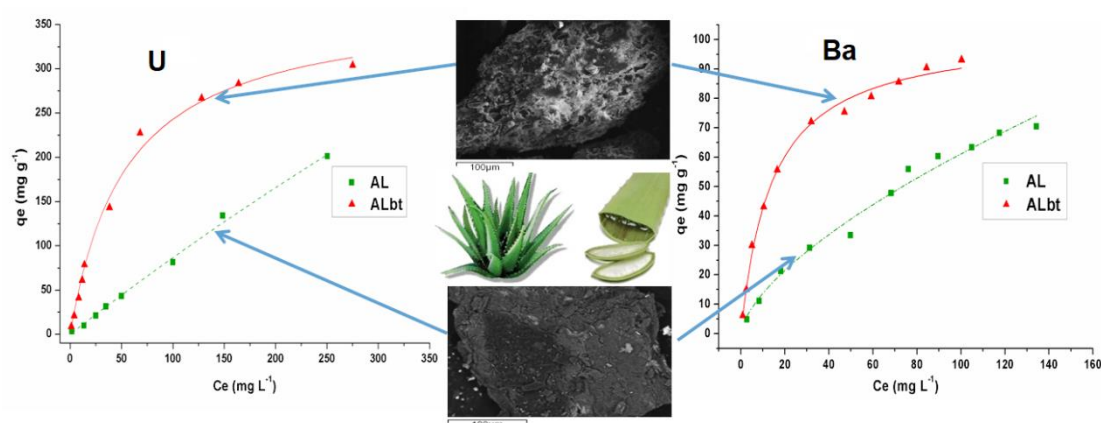 U
qe (mg g⁻¹)
350
300
250
200
150
100
50
0
AL
ALbt
0 50 100 150 200 250 300 350
Ce (mg L⁻¹)
100µm
Ba
qe (mg g⁻¹)
100
90
80
70
60
50
40
30
20
10
0
AL
ALbt
0 20 40 60 80 100 120 140 160
Ce (mg L⁻¹)